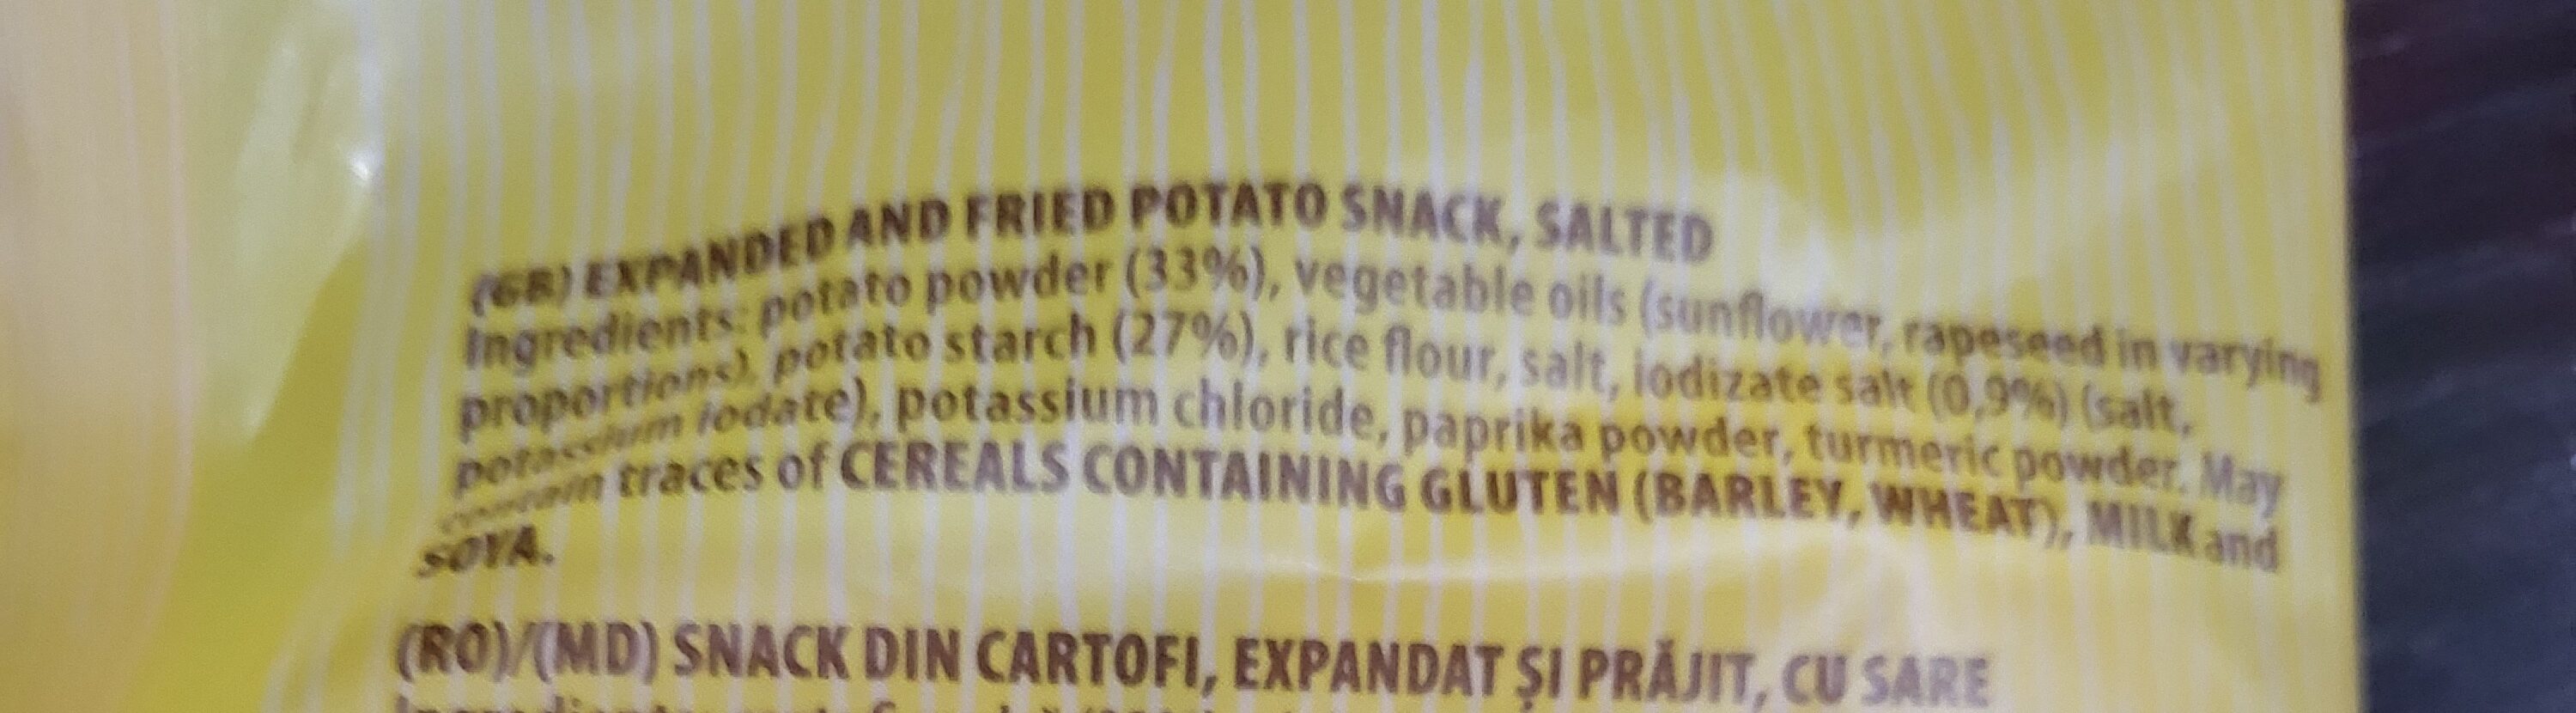 (GB) EXPANDED AND FRIED POTATO SNACK, SALTED
Ingredients: potato powder (33%), vegetable oils (sunflower, rapeseed in varying
proportions), potato starch (27%), rice flour, salt, iodizate salt (0,9%) (salt,
potassium iodate), potassium chloride, paprika powder, turmeric powder. May
contain traces of CEREALS CONTAINING GLUTEN (BARLEY, WHEAT), MILK and
SOYA.
(RO)/(MD) SNACK DIN CARTOFI, EXPANDAT ȘI PRĂJIT, CU SARE